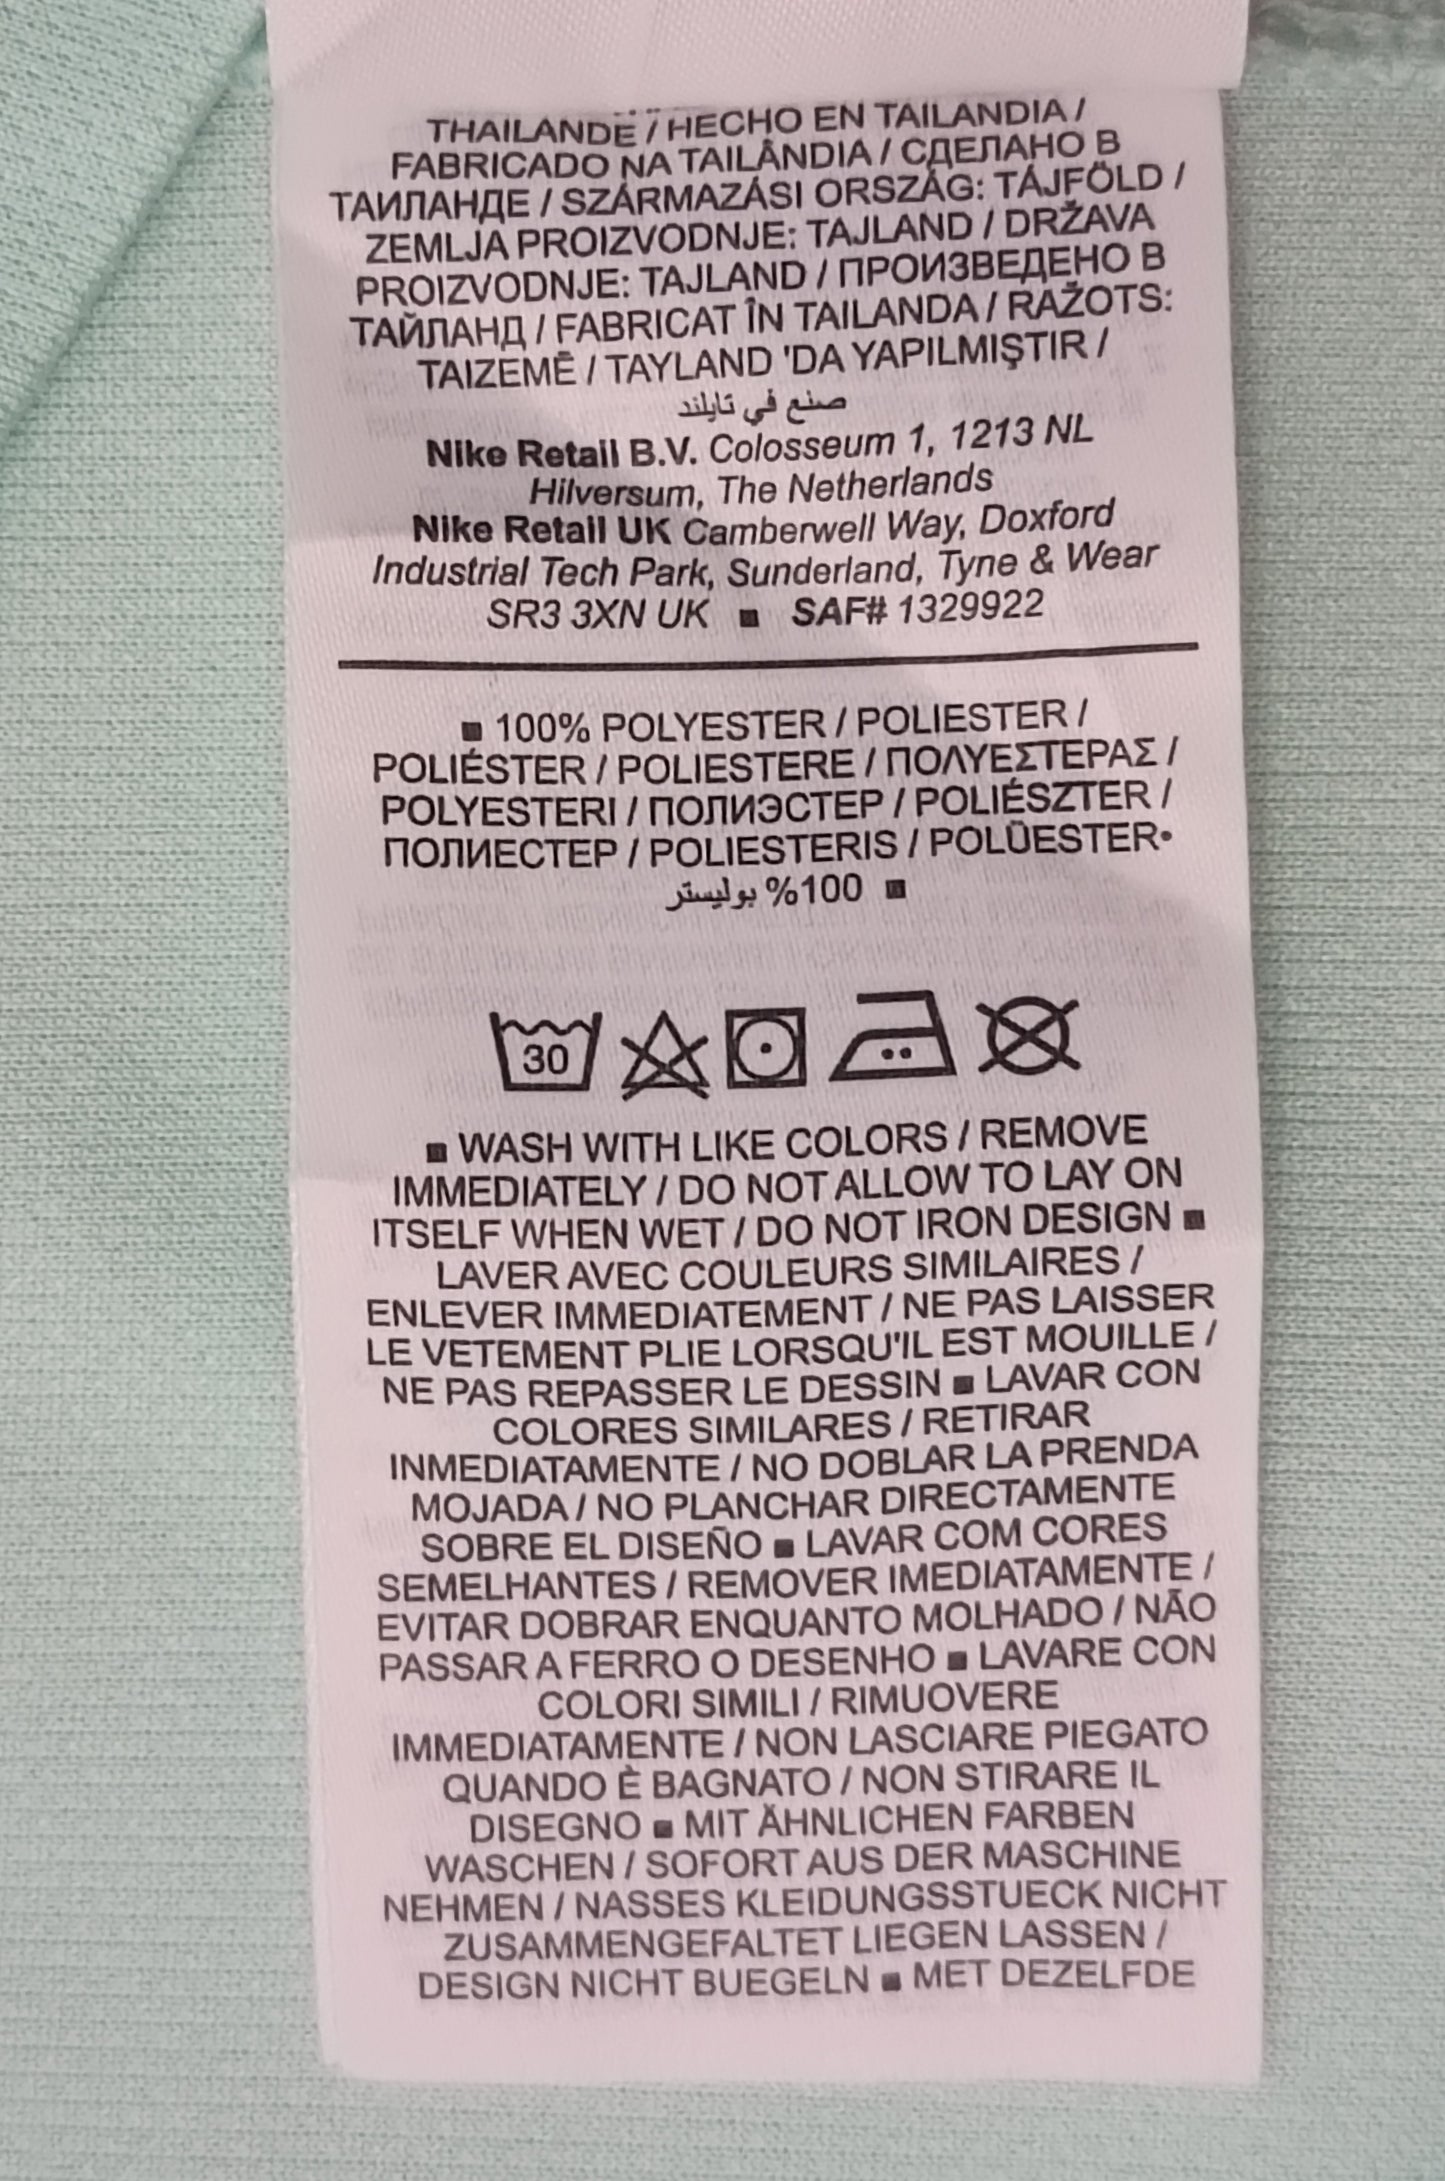 THAILANDE / HECHO EN TAILANDIA /
FABRICADO NA TAILÂNDIA / СДЕЛАНО В
ТАИЛАНДЕ / SZÁRMAZÁSI ORSZÁG: TÁJFÖLD /
ZEMLJA PROIZVODNJE: TAJLAND / DRŽAVA
PROIZVODNJE: TAJLAND / ПРОИЗВЕДЕНО В
ТАЙЛАНД / FABRICAT ÎN TAILANDA / RAŽOTS:
TAIZEMĒ / TAYLAND 'DA YAPILMIŞTIR /
صنع في تايلند
Nike Retail B.V. Colosseum 1, 1213 NL
Hilversum, The Netherlands
Nike Retail UK Camberwell Way, Doxford
Industrial Tech Park, Sunderland, Tyne & Wear
SR3 3XN UK ■ SAF# 1329922
■ 100% POLYESTER / POLIESTER /
POLIÉSTER / POLIESTERE / ΠΟΛΥΕΣΤΕΡΑΣ /
POLYESTERI / ПОЛИЭСТЕР / POLIÉSZTER /
ПОЛИЕСТЕР / POLIESTERIS / POLÜESTER•
■ 100% بوليستر
30
■ WASH WITH LIKE COLORS / REMOVE
IMMEDIATELY / DO NOT ALLOW TO LAY ON
ITSELF WHEN WET / DO NOT IRON DESIGN ■
LAVER AVEC COULEURS SIMILAIRES /
ENLEVER IMMEDIATEMENT / NE PAS LAISSER
LE VETEMENT PLIE LORSQU'IL EST MOUILLE /
NE PAS REPASSER LE DESSIN ■ LAVAR CON
COLORES SIMILARES / RETIRAR
INMEDIATAMENTE / NO DOBLAR LA PRENDA
MOJADA / NO PLANCHAR DIRECTAMENTE
SOBRE EL DISEÑO ■ LAVAR COM CORES
SEMELHANTES / REMOVER IMEDIATAMENTE /
EVITAR DOBRAR ENQUANTO MOLHADO / NÃO
PASSAR A FERRO O DESENHO ■ LAVARE CON
COLORI SIMILI / RIMUOVERE
IMMEDIATAMENTE / NON LASCIARE PIEGATO
QUANDO È BAGNATO / NON STIRARE IL
DISEGNO ■ MIT ÄHNLICHEN FARBEN
WASCHEN / SOFORT AUS DER MASCHINE
NEHMEN / NASSES KLEIDUNGSSTUECK NICHT
ZUSAMMENGEFALTET LIEGEN LASSEN /
DESIGN NICHT BUEGELN ■ MET DEZELFDE